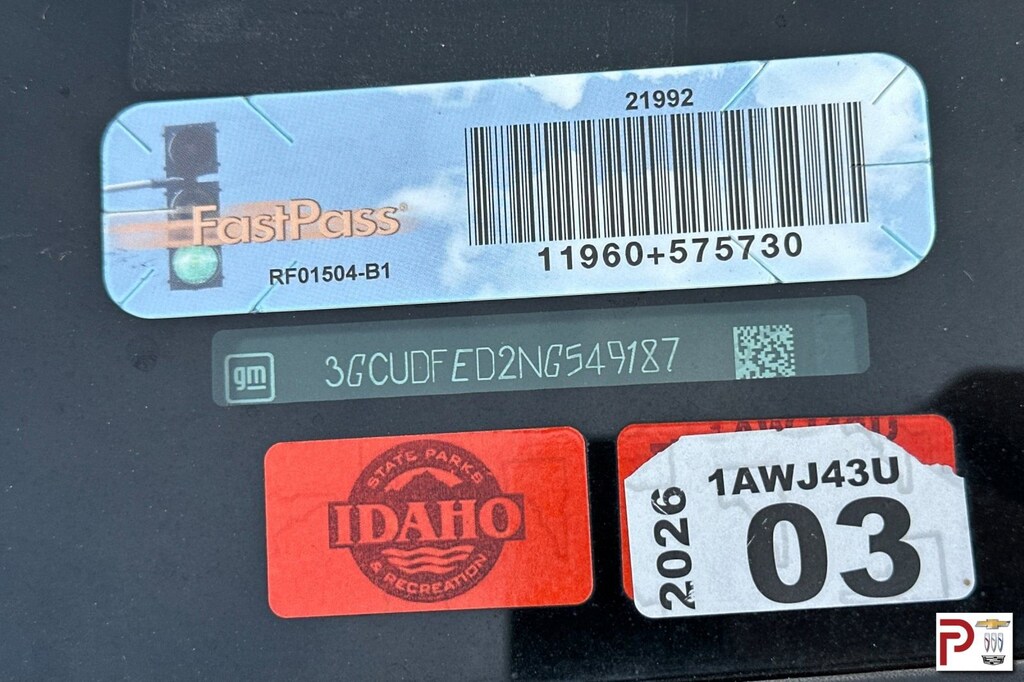 21992
FastPass®
11960+575730
RF01504-B1
gm
3GCUDFED2NG549187
STATE PARKS
IDAHO
& RECREATION
1AWJ43U
2026
03
P